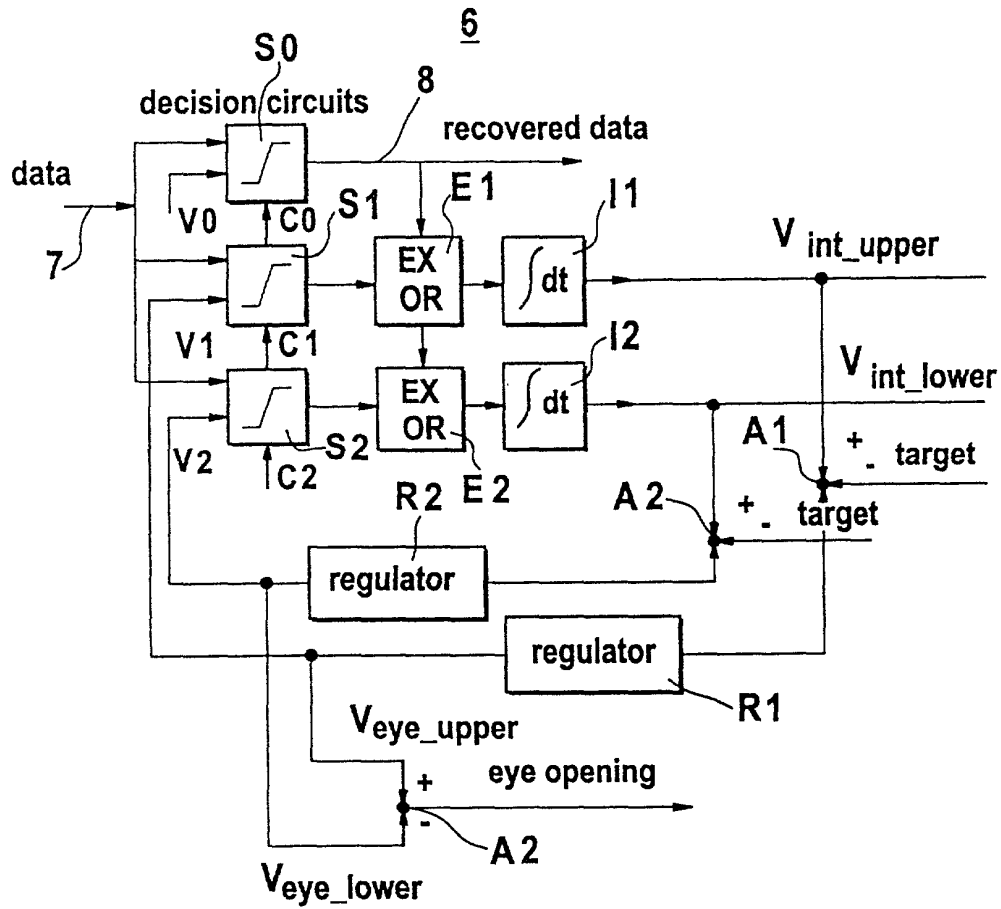 6
S0
decision circuits
8
recovered data
data
7
V0
C0
S1
E1
I1
EX
OR
∫dt
V int_upper
V1
C1
I2
EX
OR
∫dt
V int_lower
V2
S2
C2
E2
A1
+
-
target
R2
A2
+
-
target
regulator
regulator
R1
Veye_upper
+
eye opening
-
A2
Veye_lower